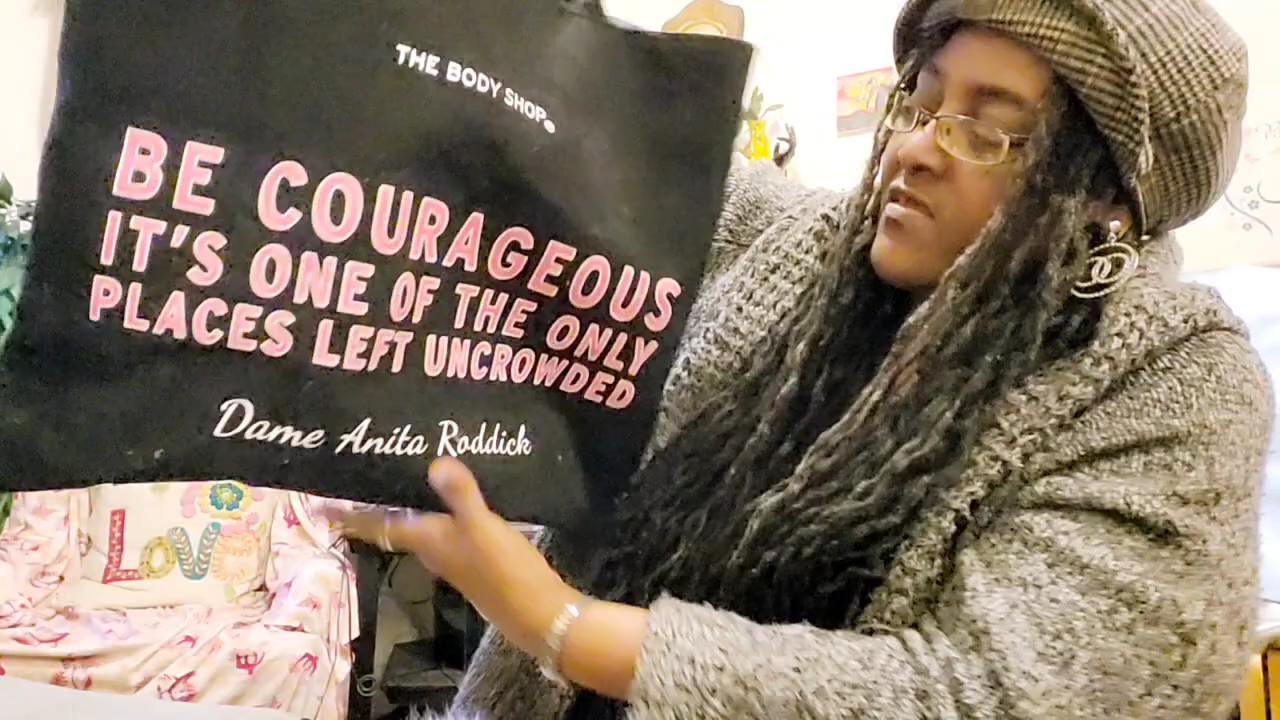 THE BODY SHOP
BE COURAGEOUS
IT'S ONE OF THE ONLY
PLACES LEFT UNCROWDED
Dame Anita Roddick
LOVE